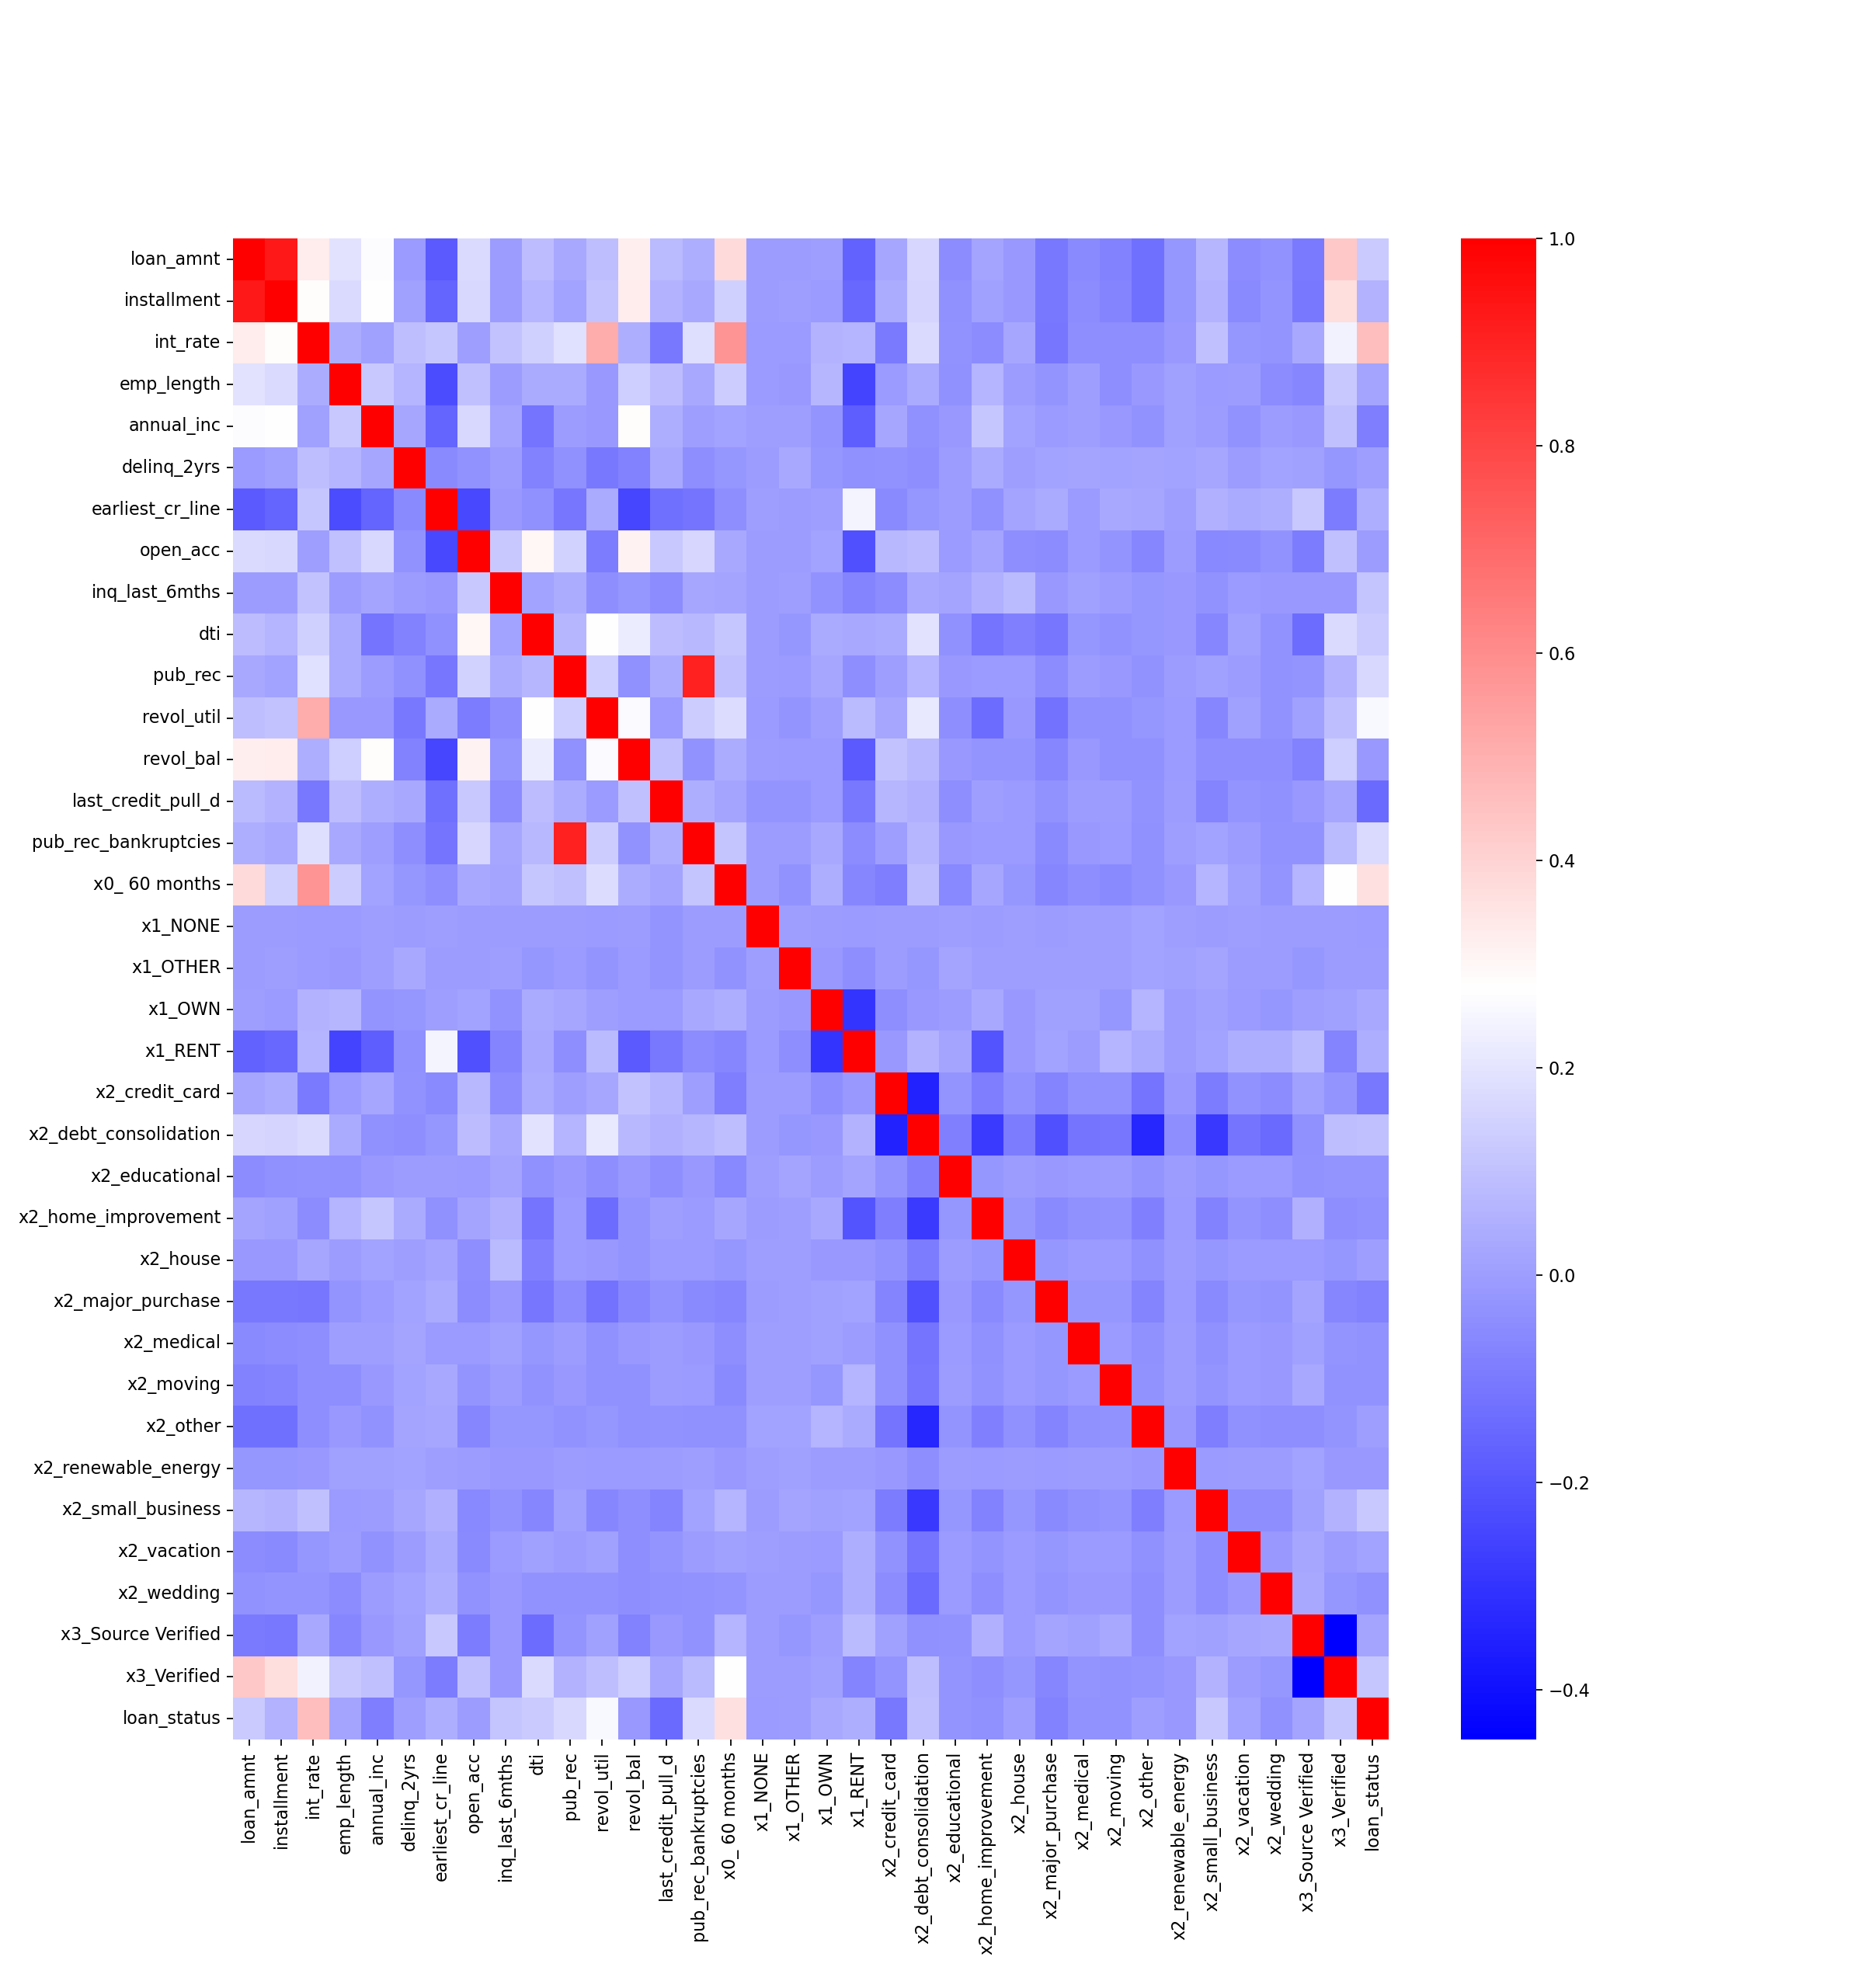 loan_amnt
installment
int_rate
emp_length
annual_inc
delinq_2yrs
earliest_cr_line
open_acc
inq_last_6mths
dti
pub_rec
revol_util
revol_bal
last_credit_pull_d
pub_rec_bankruptcies
x0_ 60 months
x1_NONE
x1_OTHER
x1_OWN
x1_RENT
x2_credit_card
x2_debt_consolidation
x2_educational
x2_home_improvement
x2_house
x2_major_purchase
x2_medical
x2_moving
x2_other
x2_renewable_energy
x2_small_business
x2_vacation
x2_wedding
x3_Source Verified
x3_Verified
loan_status
loan_amnt
installment
int_rate
emp_length
annual_inc
delinq_2yrs
earliest_cr_line
open_acc
inq_last_6mths
dti
pub_rec
revol_util
revol_bal
last_credit_pull_d
pub_rec_bankruptcies
x0_ 60 months
x1_NONE
x1_OTHER
x1_OWN
x1_RENT
x2_credit_card
x2_debt_consolidation
x2_educational
x2_home_improvement
x2_house
x2_major_purchase
x2_medical
x2_moving
x2_other
x2_renewable_energy
x2_small_business
x2_vacation
x2_wedding
x3_Source Verified
x3_Verified
loan_status
1.0
0.8
0.6
0.4
0.2
0.0
−0.2
−0.4